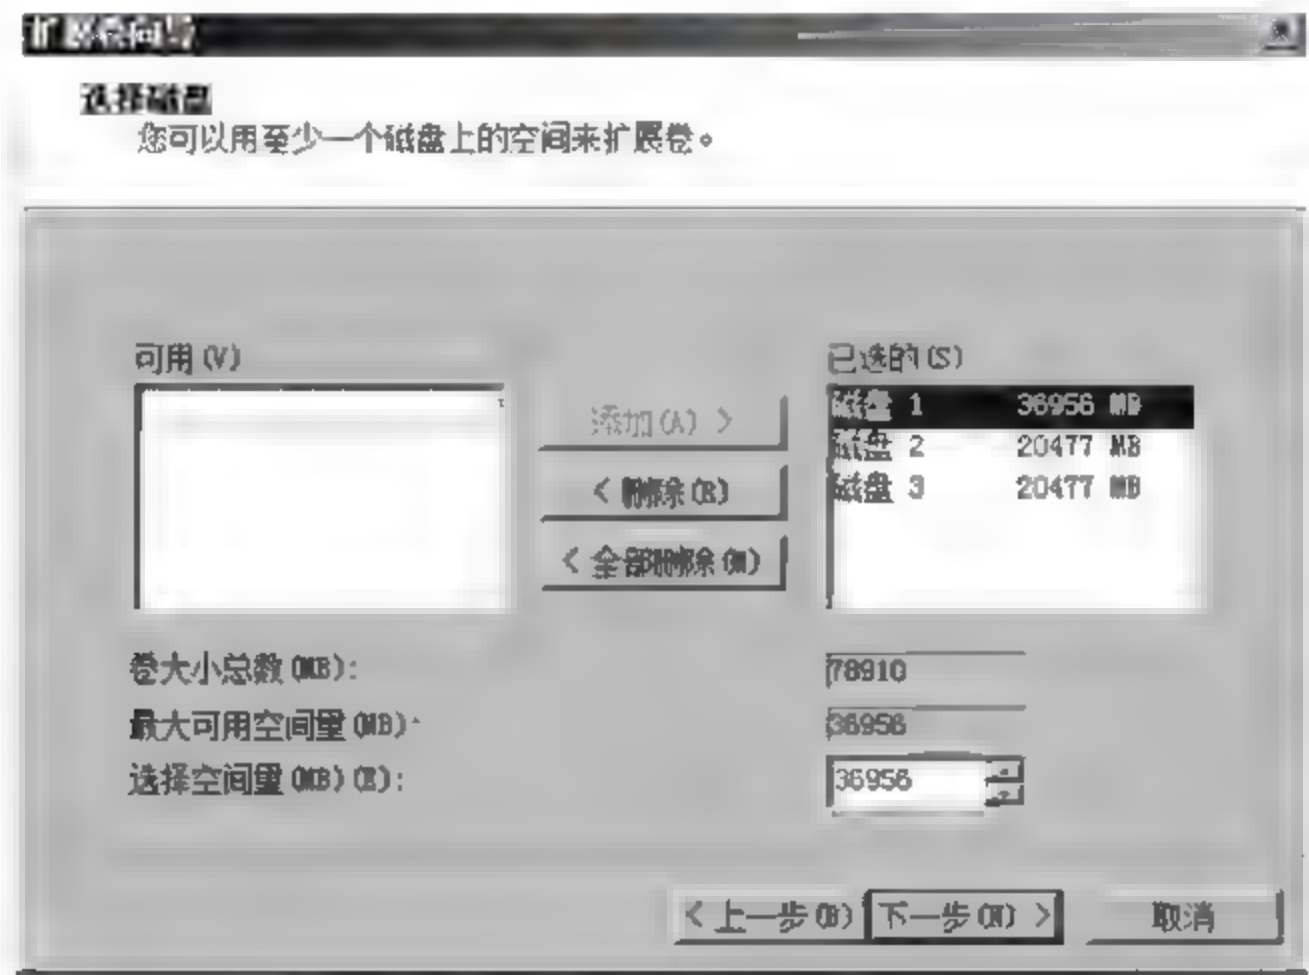 扩展卷向导
选择磁盘
您可以用至少一个磁盘上的空间来扩展卷。
可用(V)
已选的(S)
添加(A) >
< 删除(R)
< 全部删除(M)
磁盘 1 36956 MB
磁盘 2 20477 MB
磁盘 3 20477 MB
卷大小总数(MB): 78910
最大可用空间量(MB): 36956
选择空间量(MB)(E): 36956
< 上一步(B) 下一步(N) > 取消